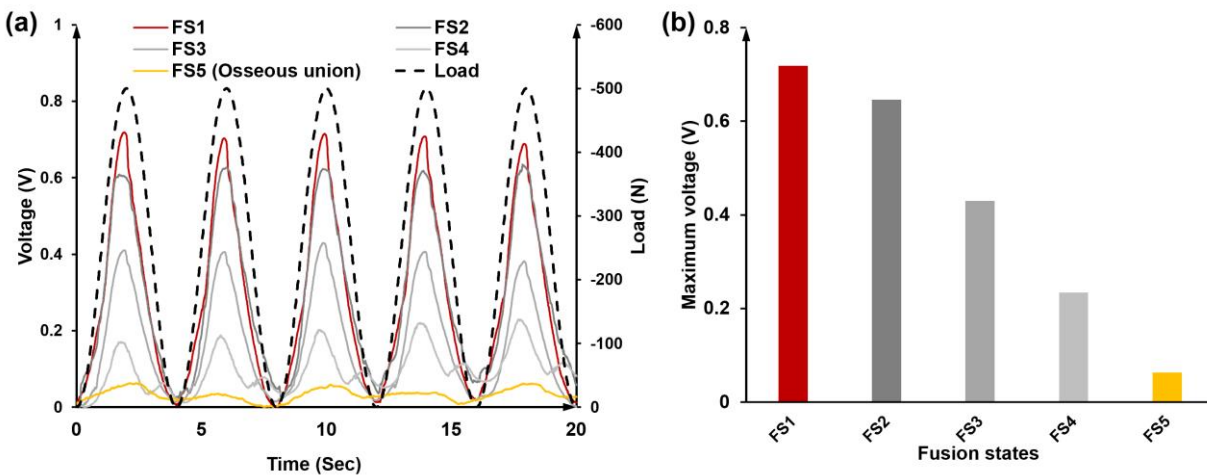 (a)
FS1
FS2
FS3
FS4
FS5 (Osseous union)
Load
Voltage (V)
1
0.8
0.6
0.4
0.2
0
-600
-500
-400
-300
-200
-100
0
Load (N)
0
5
10
15
20
Time (Sec)
(b)
Maximum voltage (V)
0.8
0.6
0.4
0.2
0
FS1
FS2
FS3
FS4
FS5
Fusion states